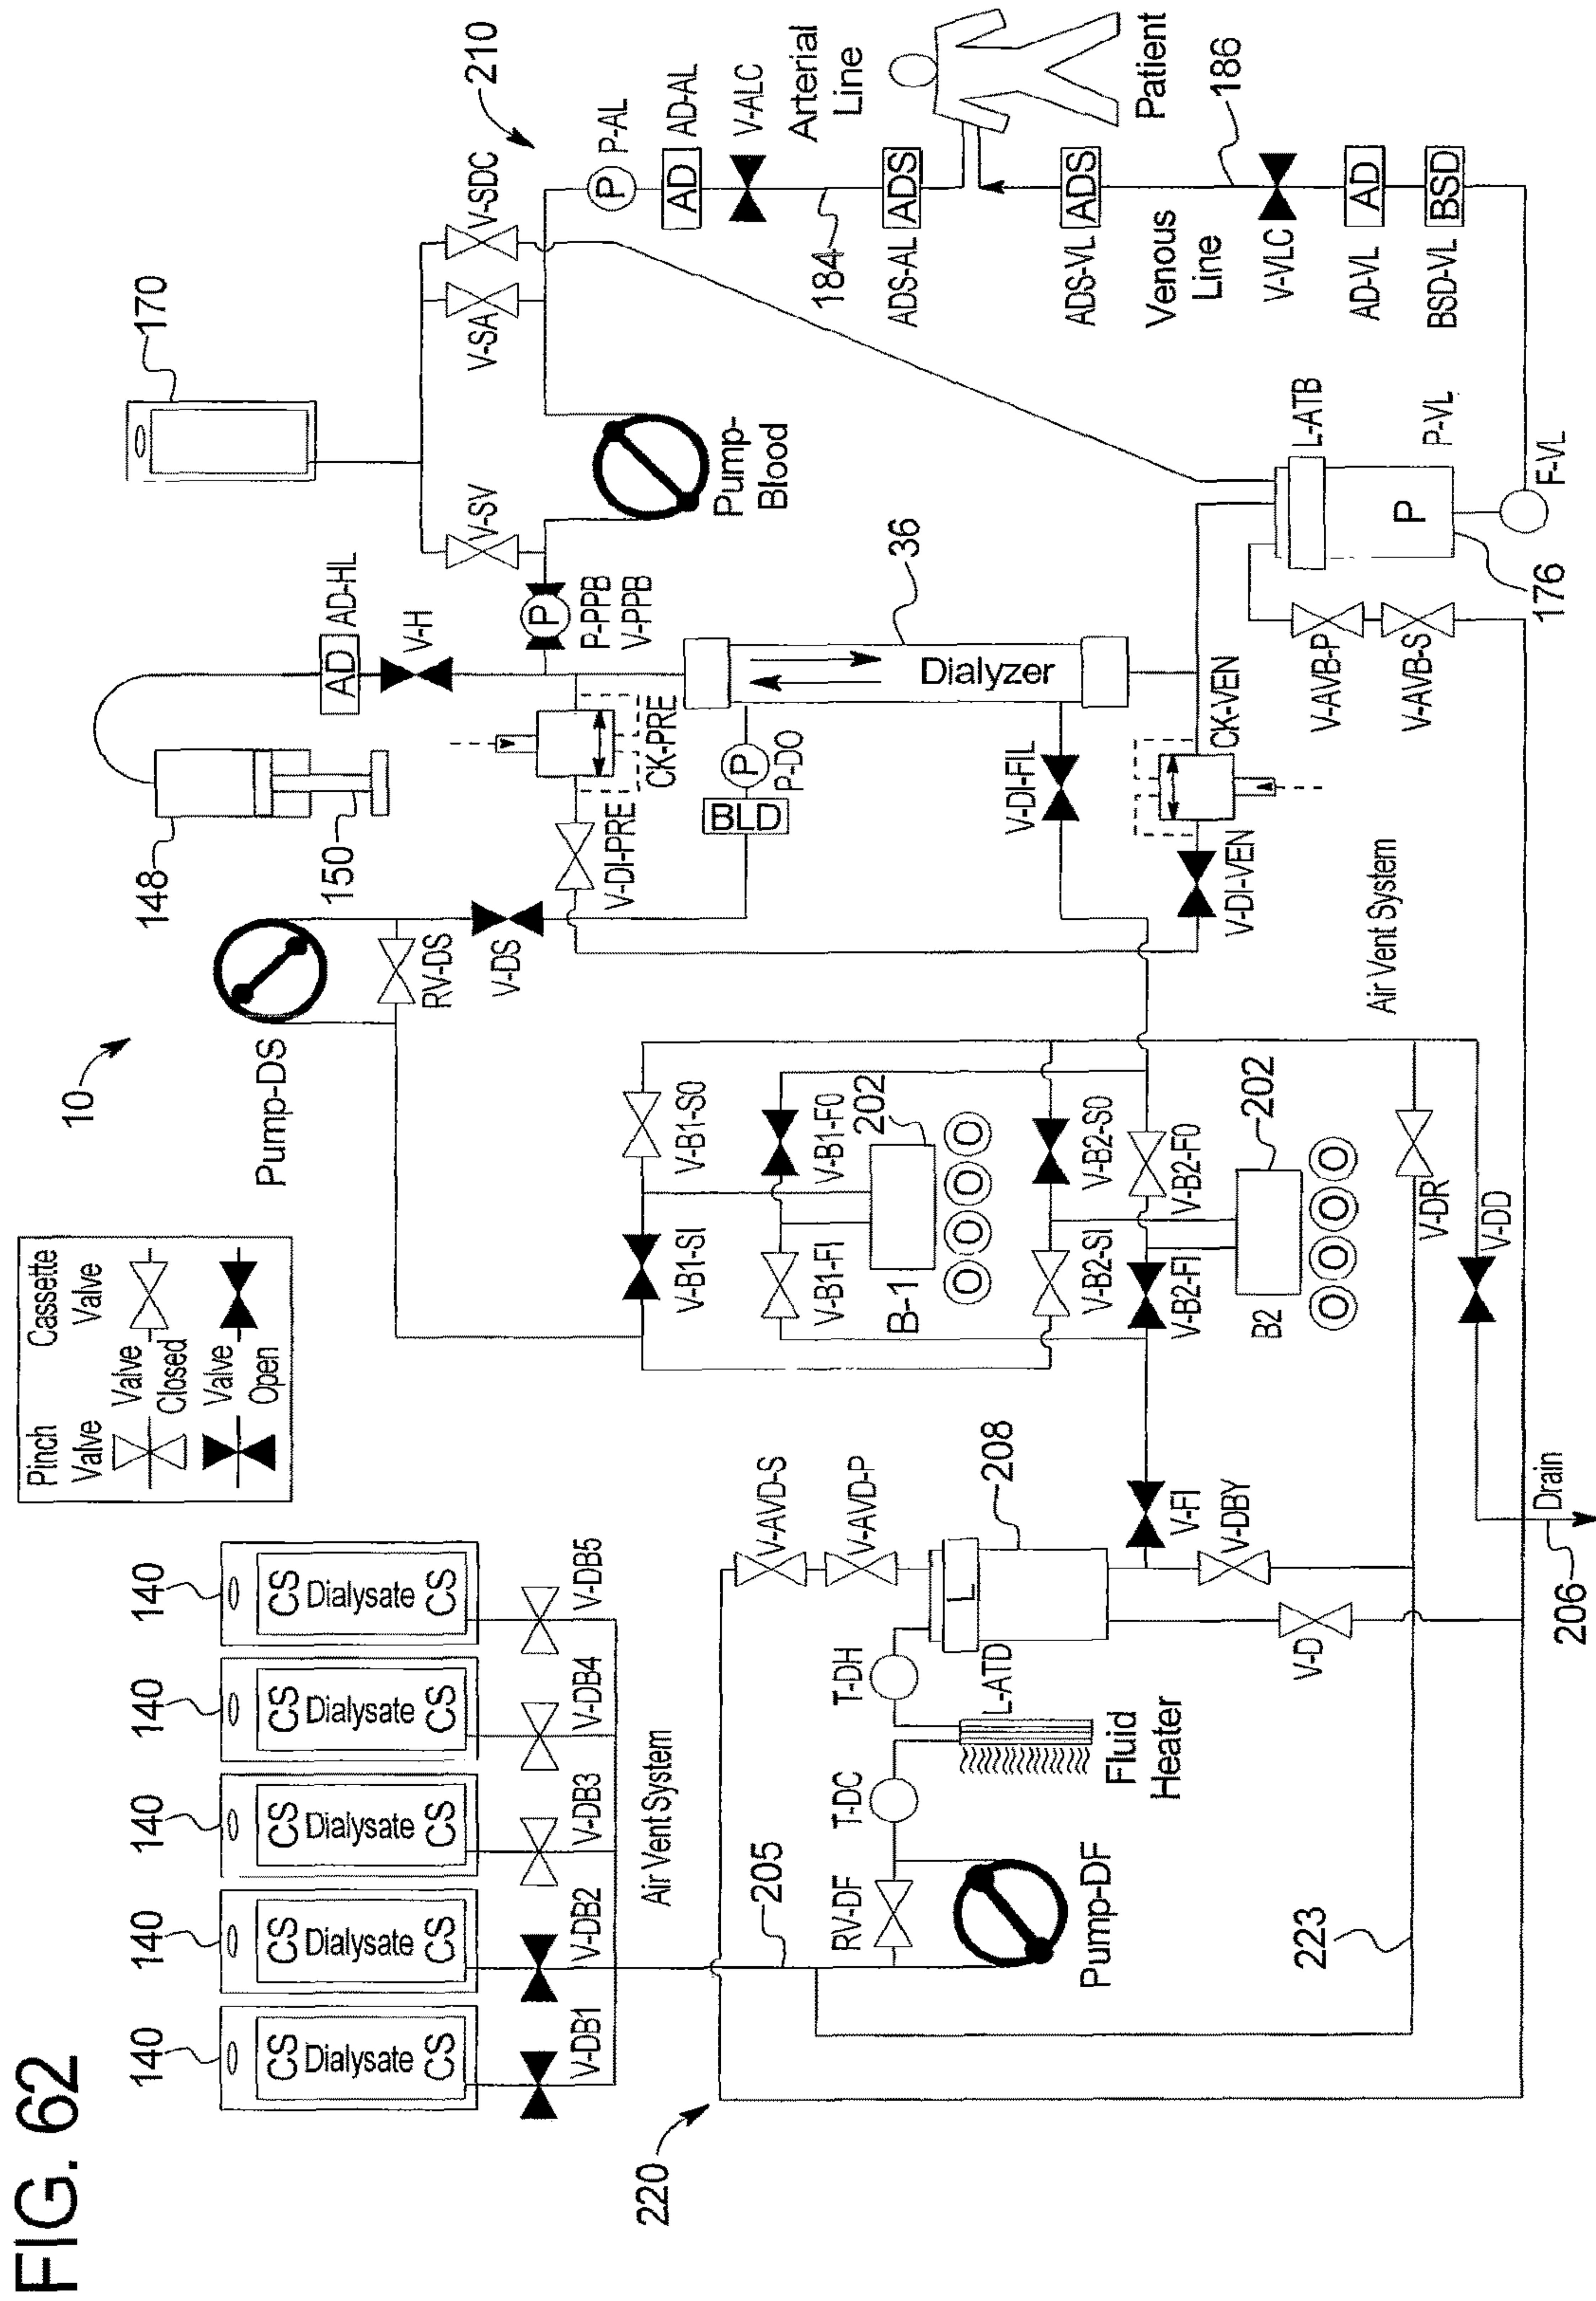 FIG. 62
Pinch
Valve
Cassette
Valve
Valve
Closed
Valve
Open
10
140
140
140
140
140
CS Dialysate CS
CS Dialysate CS
CS Dialysate CS
CS Dialysate CS
CS Dialysate CS
V-DB1
V-DB2
V-DB3
V-DB4
V-DB5
Air Vent System
220
205
V-AVD-S
V-AVD-P
RV-DF
T-DC
T-DH
L
208
L-ATD
Pump-DF
Fluid
Heater
V-FI
V-DBY
V-D
223
Drain
206
Pump-DS
RV-DS
V-DS
148
150
AD
AD-HL
V-H
170
V-SV
V-SA
V-SDC
210
P
P-PPB
V-PPB
Pump-
Blood
P
P-AL
AD
AD-AL
V-ALC
Arterial
Line
184
ADS
ADS-AL
Patient
ADS
ADS-VL
Venous
Line
186
V-VLC
AD
AD-VL
BSD
BSD-VL
CK-PRE
V-DI-PRE
BLD
P
P-DO
Dialyzer
36
V-DI-FIL
CK-VEN
V-DI-VEN
L-ATB
P
P-VL
F-VL
176
V-AVB-P
V-AVB-S
Air Vent System
V-B1-SI
V-B1-S0
V-B1-FI
V-B1-F0
B-1
202
O O O O
V-B2-SI
V-B2-S0
V-B2-FI
V-B2-F0
B2
202
O O O O
V-DR
V-DD